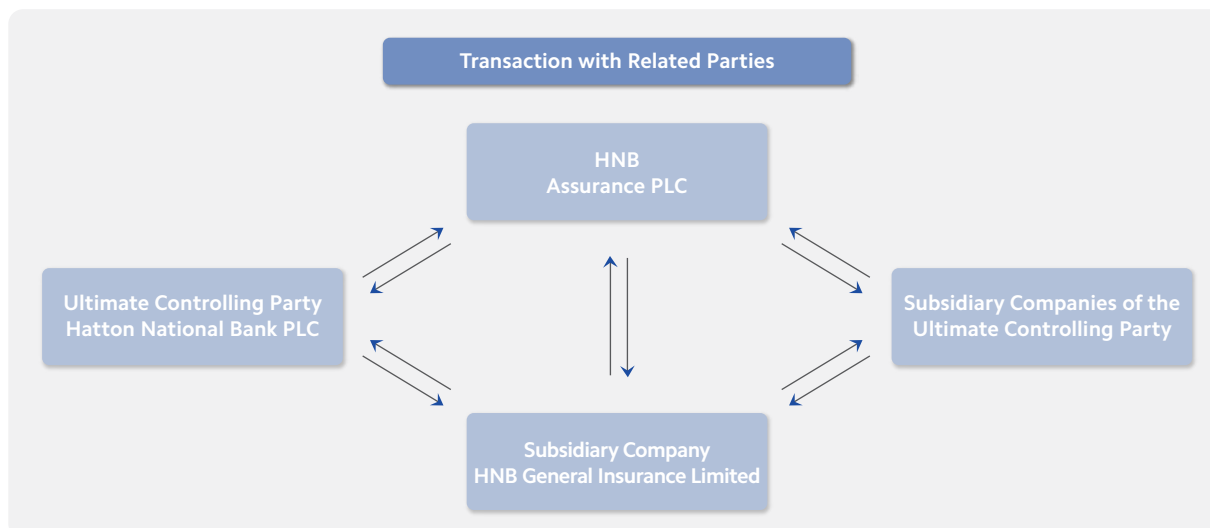 Transaction with Related Parties
HNB
Assurance PLC
Ultimate Controlling Party
Hatton National Bank PLC
Subsidiary Companies of the
Ultimate Controlling Party
Subsidiary Company
HNB General Insurance Limited